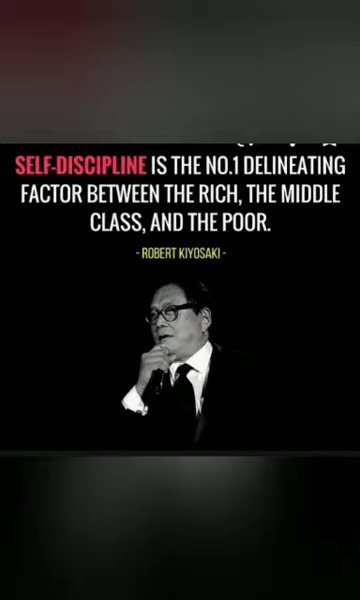 SELF-DISCIPLINE IS THE NO.1 DELINEATING
FACTOR BETWEEN THE RICH, THE MIDDLE
CLASS, AND THE POOR.
- ROBERT KIYOSAKI -